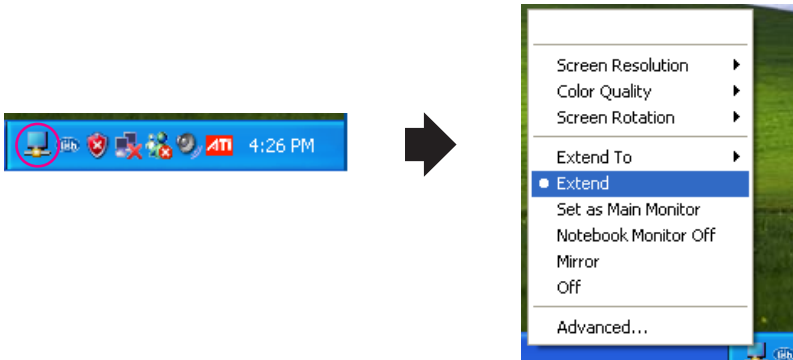 ATI 4:26 PM
Screen Resolution
Color Quality
Screen Rotation
Extend To
Extend
Set as Main Monitor
Notebook Monitor Off
Mirror
Off
Advanced...